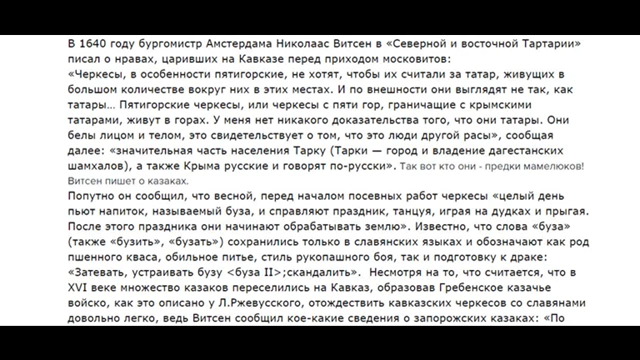 В 1640 году бургомистр Амстердама Николаас Витсен в «Северной и восточной Тартарии»
писал о нравах, царивших на Кавказе перед приходом московитов:
«Черкесы, в особенности пятигорские, не хотят, чтобы их считали за татар, живущих в
большом количестве вокруг них в этих местах. И по внешности они выглядят не так, как
татары… Пятигорские черкесы, или черкесы с пяти гор, граничащие с крымскими
татарами, живут в горах. У меня нет никакого доказательства того, что они татары. Они
белы лицом и телом, это свидетельствует о том, что это люди другой расы», сообщая
далее: «значительная часть населения Тарку (Тарки — город и владение дагестанских
шамхалов), а также Крыма русские и говорят по-русски». Так вот кто они - предки мамелюков!
Витсен пишет о казаках.
Попутно он сообщил, что весной, перед началом посевных работ черкесы «целый день
пьют напиток, называемый буза, и справляют праздник, танцуя, играя на дудках и прыгая.
После этого праздника они начинают обрабатывать землю». Известно, что слова «буза»
(также «бузить», «бузать») сохранились только в славянских языках и обозначают как род
пшенного кваса, обильное питье, стиль рукопашного боя, так и подготовку к драке:
«Затевать, устраивать бузу <буза II>;скандалить».  Несмотря на то, что считается, что в
XVI веке множество казаков переселились на Кавказ, образовав Гребенское казачье
войско, как это описано у Л.Ржевусского, отождествить кавказских черкесов со славянами
довольно легко, ведь Витсен сообщил кое-какие сведения о запорожских казаках: «По